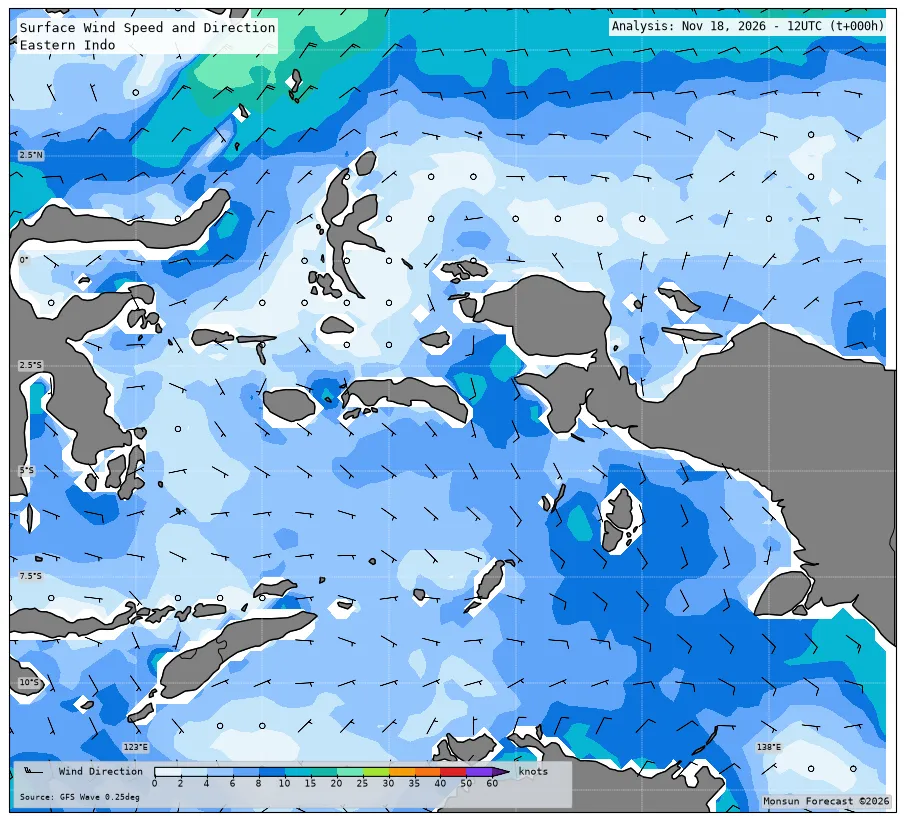 Surface Wind Speed and Direction
Eastern Indo
Analysis: Nov 18, 2026 - 12UTC (t+000h)
2.5°N
0°
2.5°S
5°S
7.5°S
10°S
123°E
138°E
Wind Direction
0 2 4 6 8 10 15 20 25 30 35 40 50 60
knots
Source: GFS Wave 0.25deg
Monsun Forecast ©2026